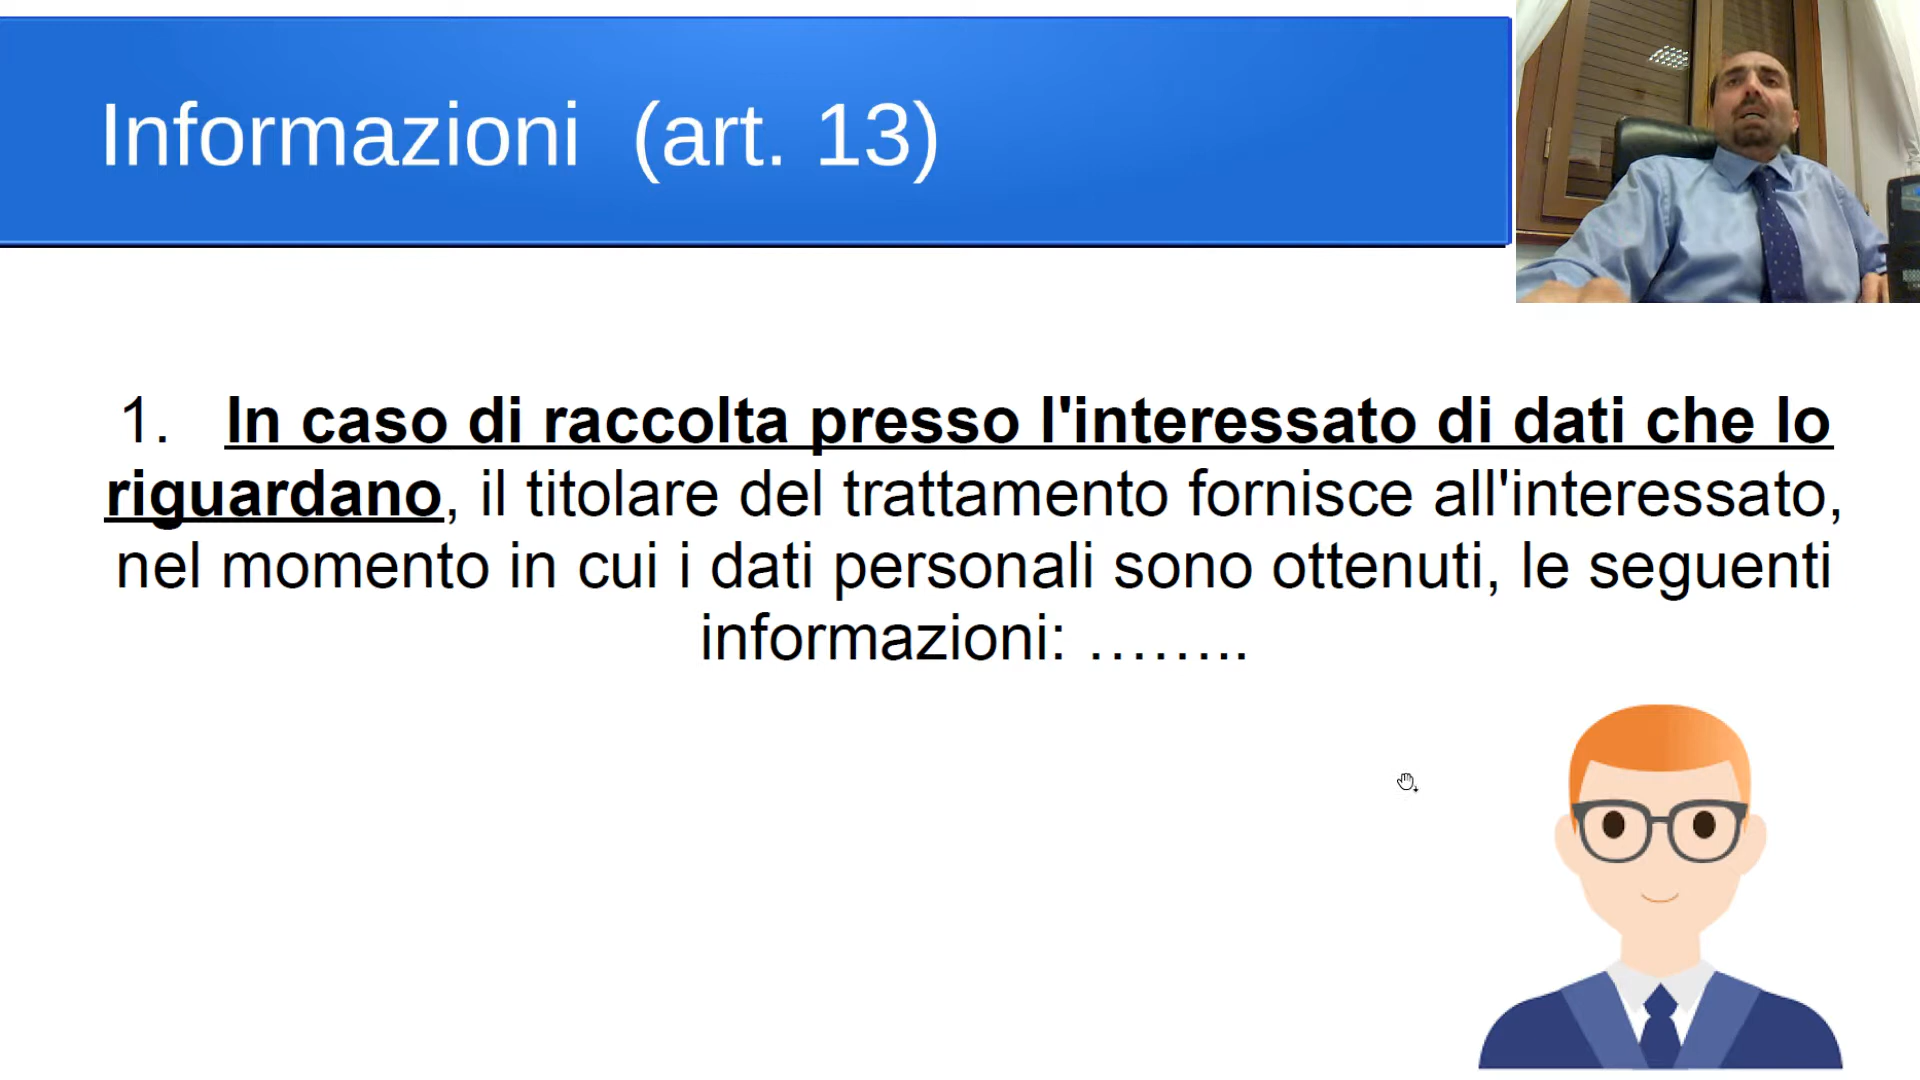 Informazioni  (art. 13)
1.   In caso di raccolta presso l'interessato di dati che lo
riguardano, il titolare del trattamento fornisce all'interessato,
nel momento in cui i dati personali sono ottenuti, le seguenti
informazioni: ……..